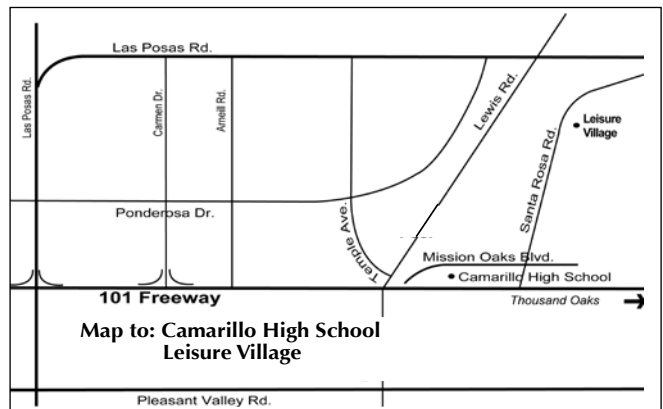 Las Posas Rd.
Las Posas Rd.
Carmen Dr.
Arneill Rd.
Lewis Rd.
Leisure
Village
Santa Rosa Rd.
Ponderosa Dr.
Temple Ave.
Mission Oaks Blvd.
Camarillo High School
101 Freeway
Thousand Oaks
Map to: Camarillo High School
Leisure Village
Pleasant Valley Rd.